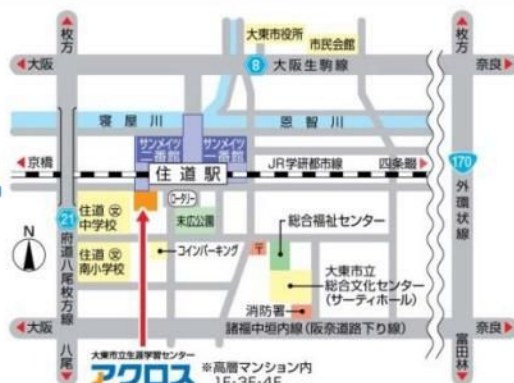 枚方
大東市役所
市民会館
枚方
大阪
8
大阪生駒線
奈良
寝屋川
恩智川
サンメイツ
二番館
サンメイツ
一番館
京橋
住道駅
JR学研都市線
四条畷
170
外環状線
21
府道八尾枚方線
住道 文
中学校
ロータリー
末広公園
総合福祉センター
N
住道 文
南小学校
コインパーキング
〒
大東市立
総合文化センター
(サーティホール)
消防署
大阪
諸福中垣内線(阪奈道路下り線)
奈良
八尾
富田林
大東市立生涯学習センター
アクロス
※高層マンション内